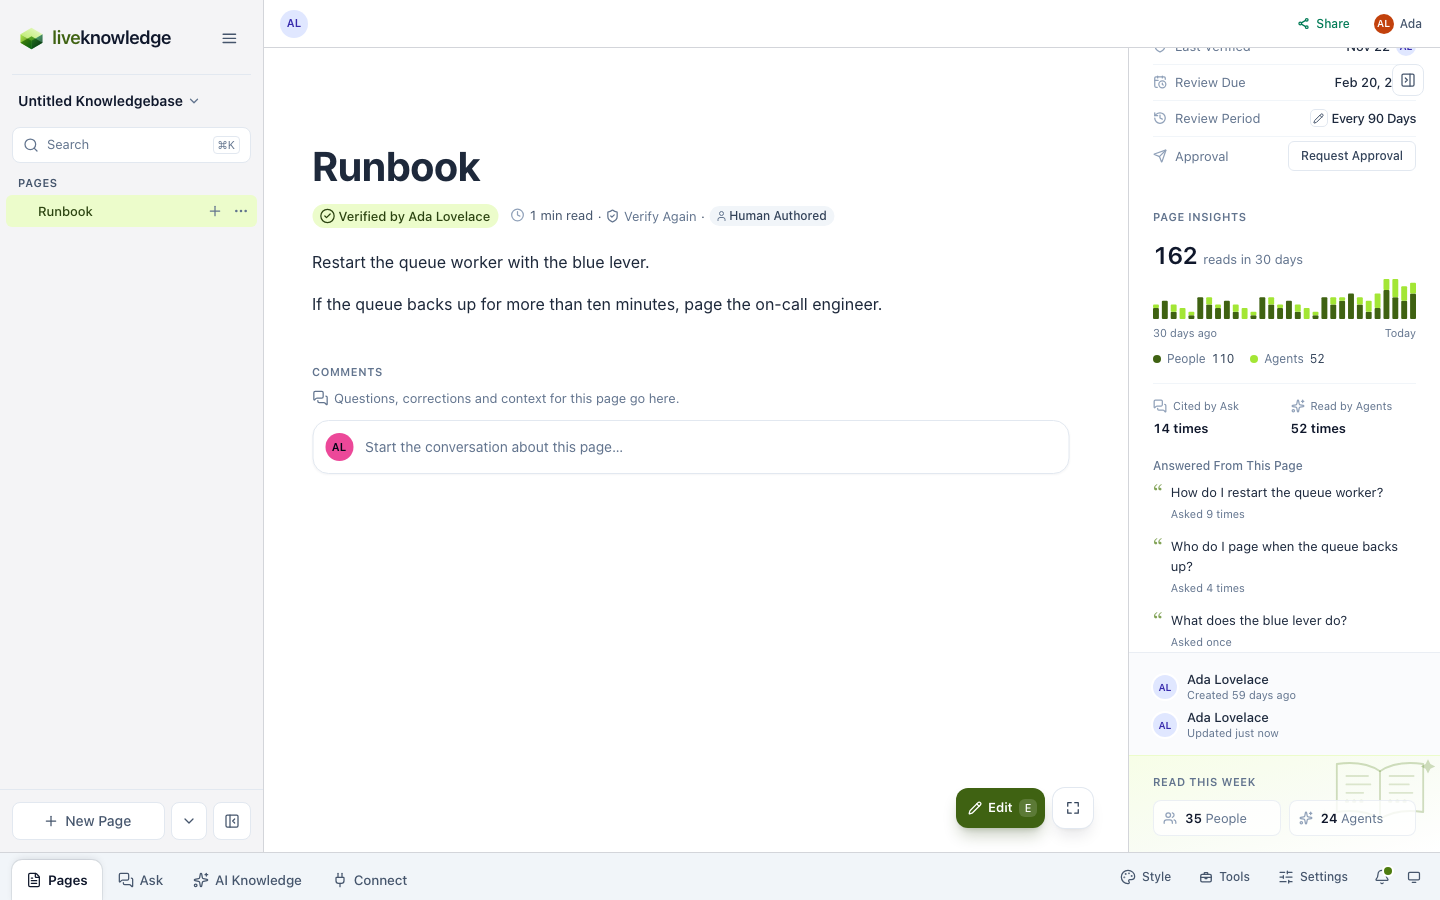 liveknowledge
Untitled Knowledgebase
Search ⌘K
PAGES
Runbook
New Page
AL
Share
AL Ada
Runbook
Verified by Ada Lovelace 1 min read · Verify Again · Human Authored
Restart the queue worker with the blue lever.
If the queue backs up for more than ten minutes, page the on-call engineer.
COMMENTS
Questions, corrections and context for this page go here.
AL Start the conversation about this page...
Edit E
Last Verified Nov 22 AL
Review Due Feb 20, 2
Review Period Every 90 Days
Approval Request Approval
PAGE INSIGHTS
162 reads in 30 days
30 days ago Today
People 110 Agents 52
Cited by Ask Read by Agents
14 times 52 times
Answered From This Page
“ How do I restart the queue worker?
Asked 9 times
“ Who do I page when the queue backs
up?
Asked 4 times
“ What does the blue lever do?
Asked once
AL Ada Lovelace
Created 59 days ago
AL Ada Lovelace
Updated just now
READ THIS WEEK
35 People 24 Agents
Pages Ask AI Knowledge Connect
Style Tools Settings